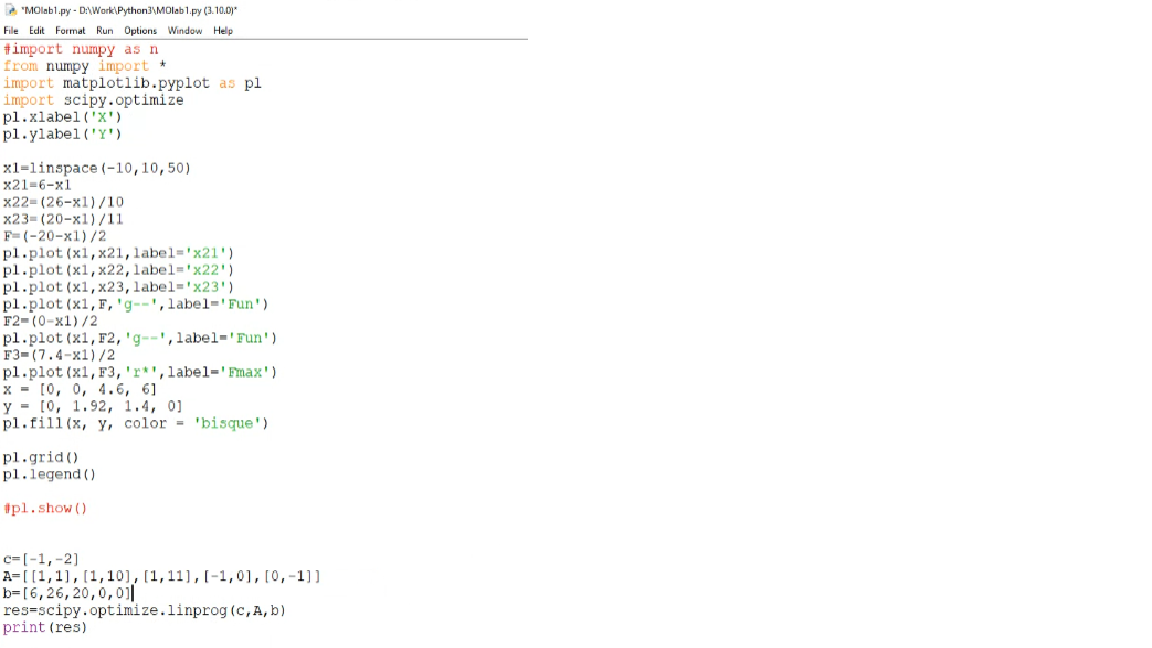 *MOlab1.py - D:\Work\Python3\MOlab1.py (3.10.0)*
File Edit Format Run Options Window Help
#import numpy as n
from numpy import *
import matplotlib.pyplot as pl
import scipy.optimize
pl.xlabel('X')
pl.ylabel('Y')
x1=linspace(-10,10,50)
x21=6-x1
x22=(26-x1)/10
x23=(20-x1)/11
F=(-20-x1)/2
pl.plot(x1,x21,label='x21')
pl.plot(x1,x22,label='x22')
pl.plot(x1,x23,label='x23')
pl.plot(x1,F,'g--',label='Fun')
F2=(0-x1)/2
pl.plot(x1,F2,'g--',label='Fun')
F3=(7.4-x1)/2
pl.plot(x1,F3,'r*',label='Fmax')
x = [0, 0, 4.6, 6]
y = [0, 1.92, 1.4, 0]
pl.fill(x, y, color = 'bisque')
pl.grid()
pl.legend()
#pl.show()
c=[-1,-2]
A=[[1,1],[1,10],[1,11],[-1,0],[0,-1]]
b=[6,26,20,0,0]
res=scipy.optimize.linprog(c,A,b)
print(res)